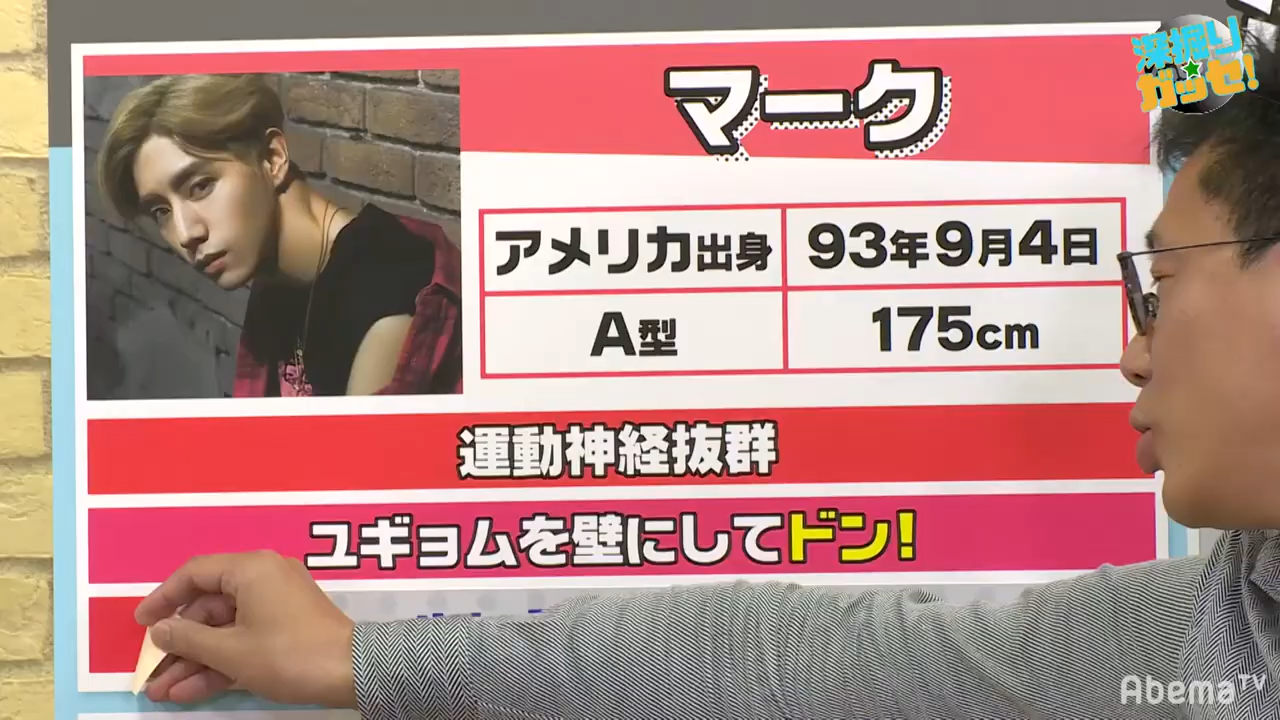 深掘り
ガッセ!
マーク
アメリカ出身
93年9月4日
A型
175cm
運動神経抜群
ユギョムを壁にしてドン!
AbemaTV